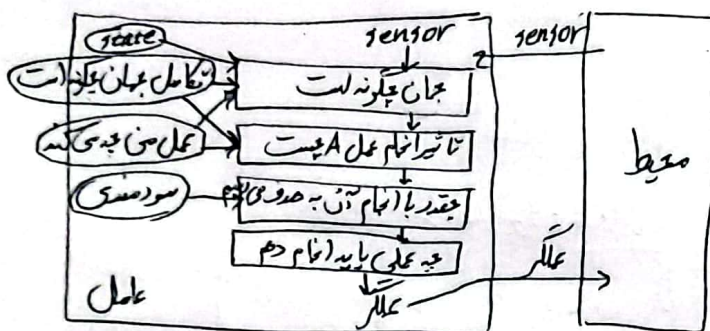 state
sensor
sensor
تکامل جهان چگونه است
جهان چگونه است
عمل من چه می کند
تاثیر انجام عمل A چیست
محیط
سودمندی
چقدر با انجام آن به
چه عملی باید انجام دهم
عملگر
عامل
عملگر